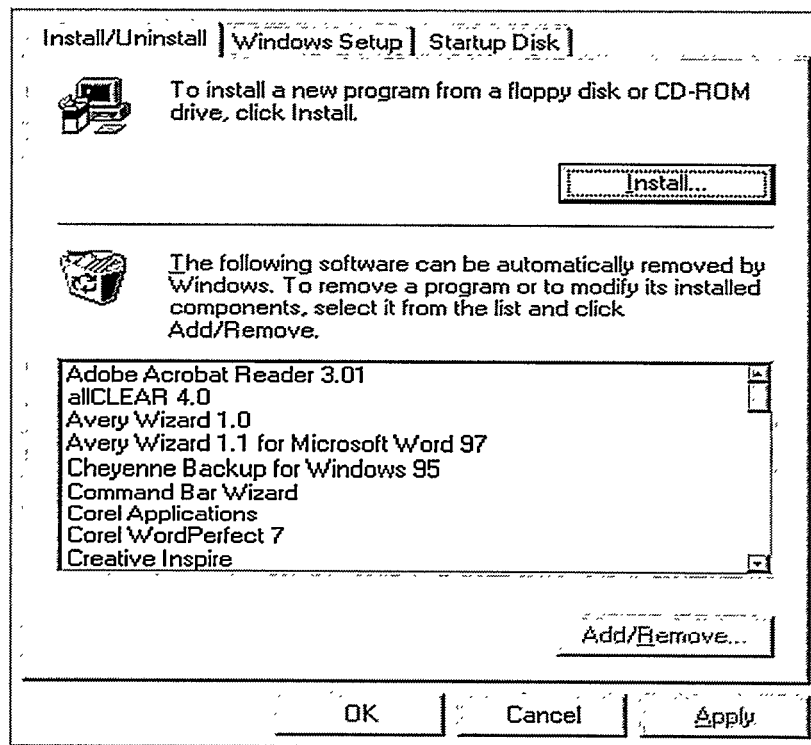 Install/Uninstall Windows Setup Startup Disk
To install a new program from a floppy disk or CD-ROM
drive, click Install.
Install...
The following software can be automatically removed by
Windows. To remove a program or to modify its installed
components, select it from the list and click
Add/Remove.
Adobe Acrobat Reader 3.01
allCLEAR 4.0
Avery Wizard 1.0
Avery Wizard 1.1 for Microsoft Word 97
Cheyenne Backup for Windows 95
Command Bar Wizard
Corel Applications
Corel WordPerfect 7
Creative Inspire
Add/Remove...
OK Cancel Apply